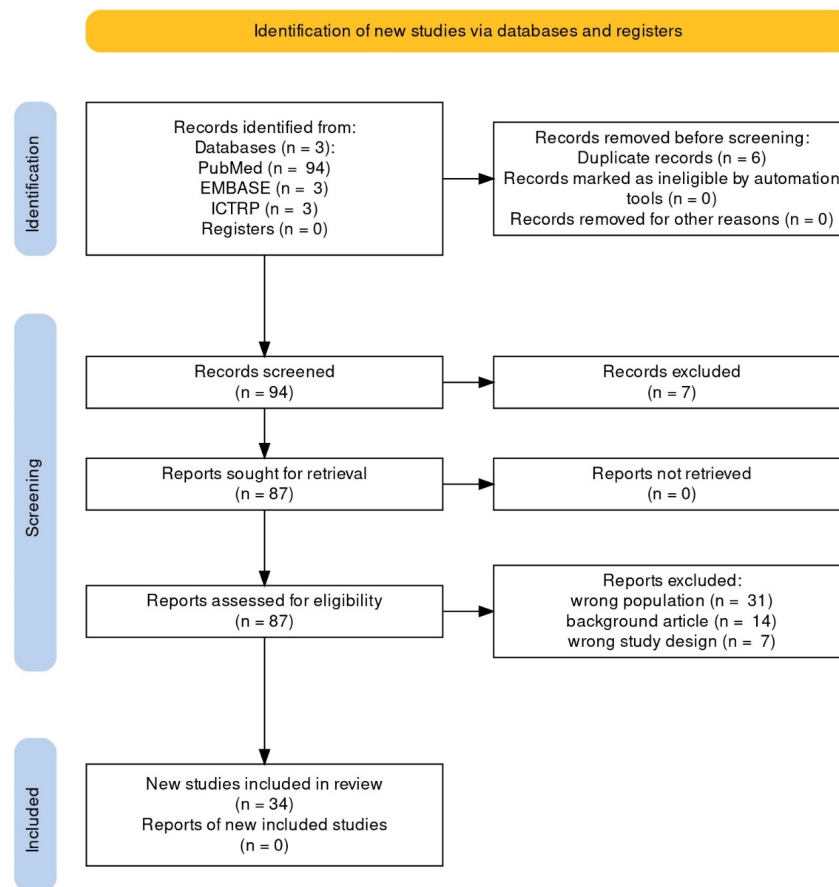 Identification of new studies via databases and registers
Identification
Records identified from:
Databases (n = 3):
PubMed (n = 94)
EMBASE (n = 3)
ICTRP (n = 3)
Registers (n = 0)
Records removed before screening:
Duplicate records (n = 6)
Records marked as ineligible by automation
tools (n = 0)
Records removed for other reasons (n = 0)
Screening
Records screened
(n = 94)
Records excluded
(n = 7)
Reports sought for retrieval
(n = 87)
Reports not retrieved
(n = 0)
Reports assessed for eligibility
(n = 87)
Reports excluded:
wrong population (n = 31)
background article (n = 14)
wrong study design (n = 7)
Included
New studies included in review
(n = 34)
Reports of new included studies
(n = 0)